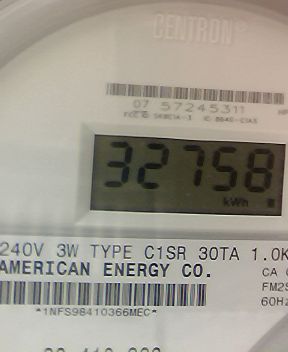 CENTRON
07 57245311
32758
kWh
240V 3W TYPE C1SR 30TA 1.0K
AMERICAN ENERGY CO.
CA
FM2S
60Hz
*1NFS98410366MEC*